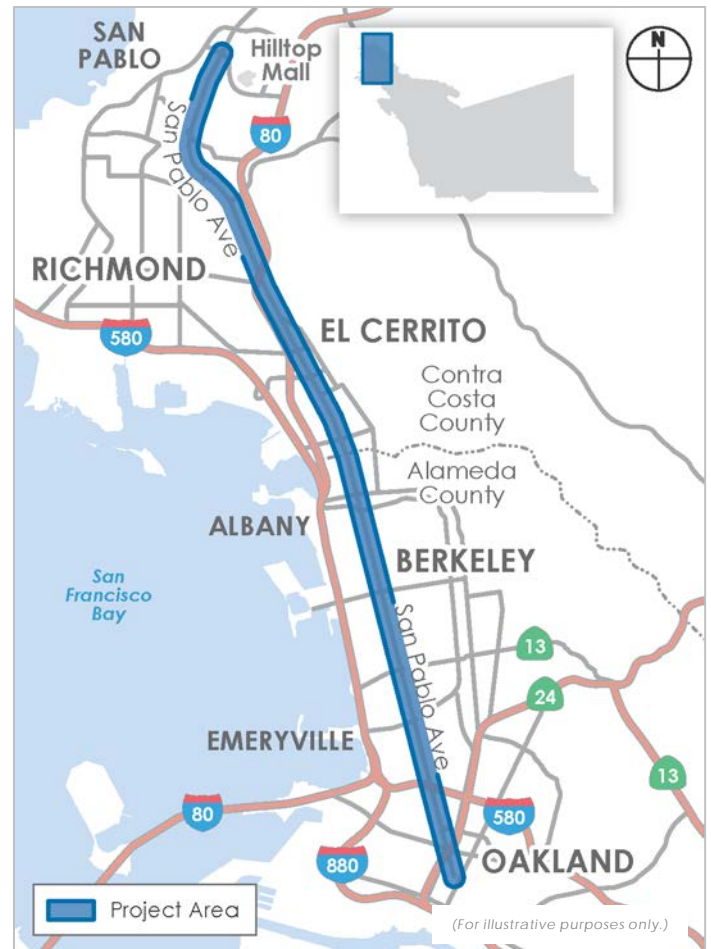 SAN
PABLO
Hilltop
Mall
N
80
San Pablo Ave
RICHMOND
580
EL CERRITO
Contra
Costa
County
Alameda
County
ALBANY
BERKELEY
San
Francisco
Bay
San Pablo Ave
13
24
EMERYVILLE
13
80
580
880
OAKLAND
Project Area
(For illustrative purposes only.)